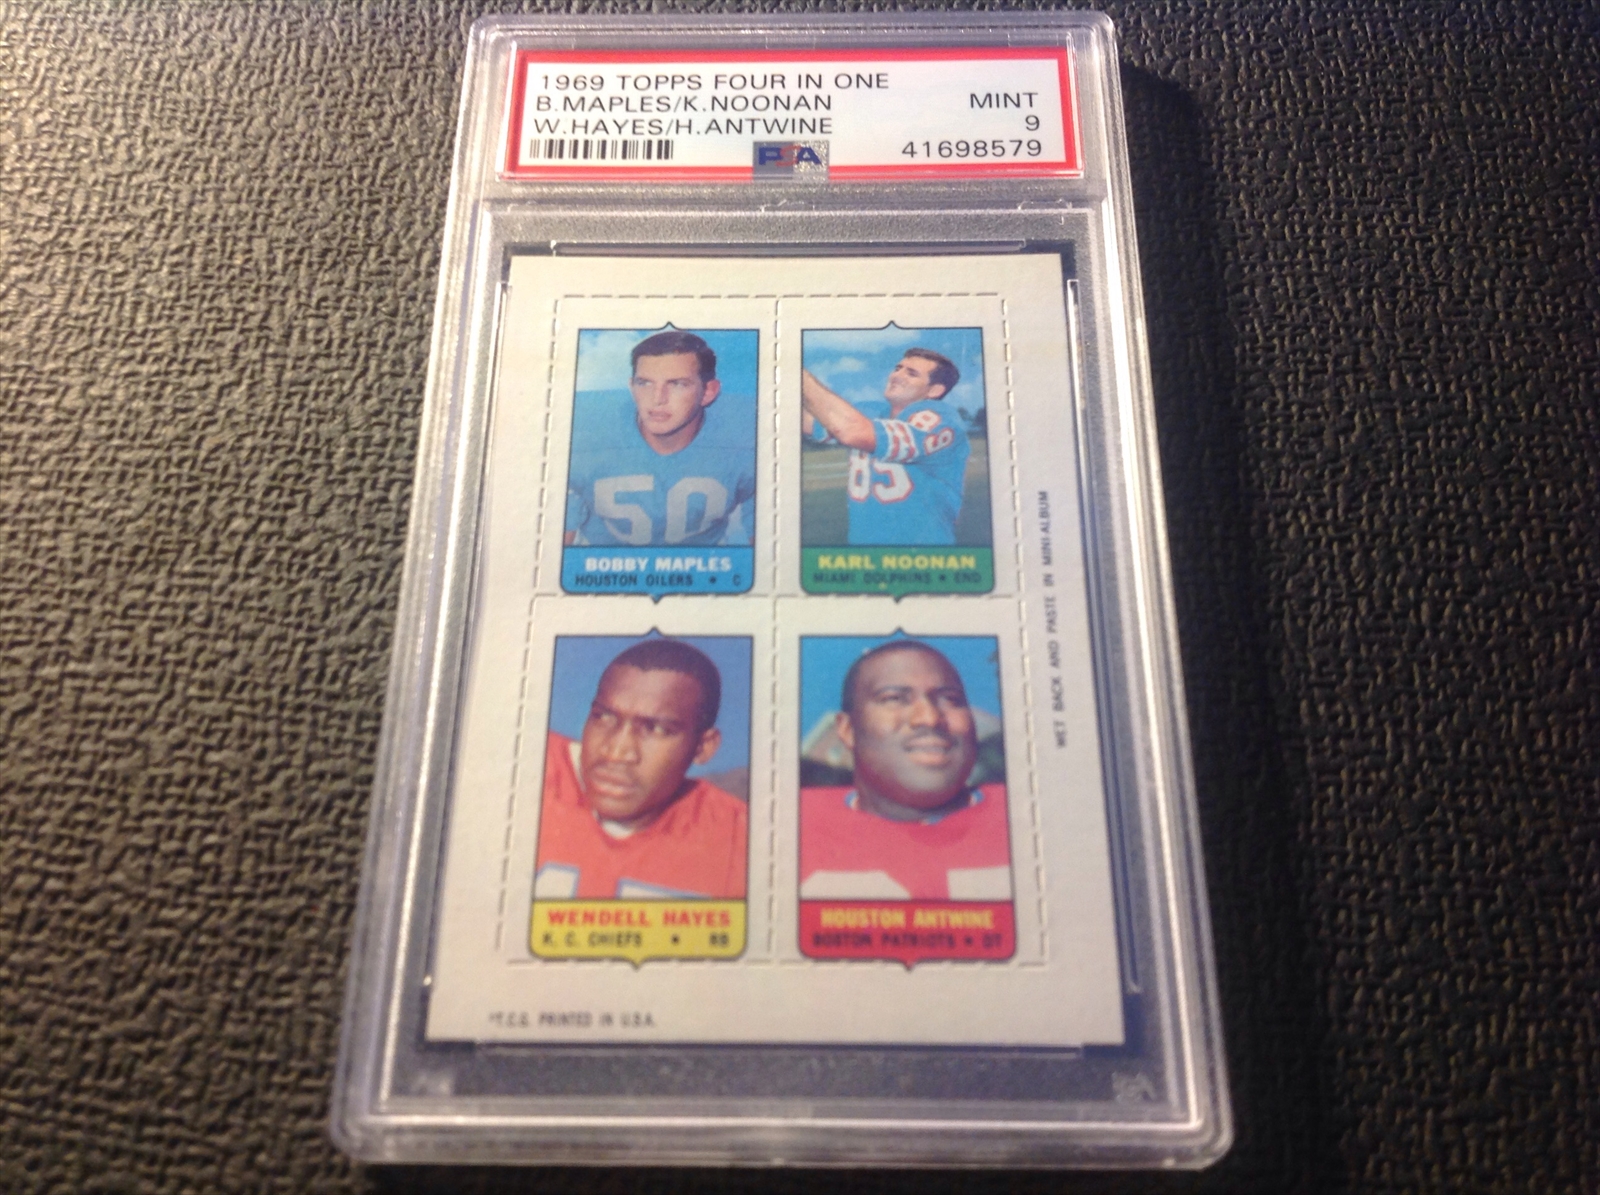 1969 TOPPS FOUR IN ONE
B.MAPLES/K.NOONAN MINT
W.HAYES/H.ANTWINE 9
PSA 41698579
50
BOBBY MAPLES
HOUSTON OILERS • C
85
85
KARL NOONAN
MIAMI DOLPHINS • END
WENDELL HAYES
K. C. CHIEFS • RB
HOUSTON ANTWINE
BOSTON PATRIOTS • DT
WET BACK AND PASTE IN MINI-ALBUM
*T.C.G. PRINTED IN U.S.A.